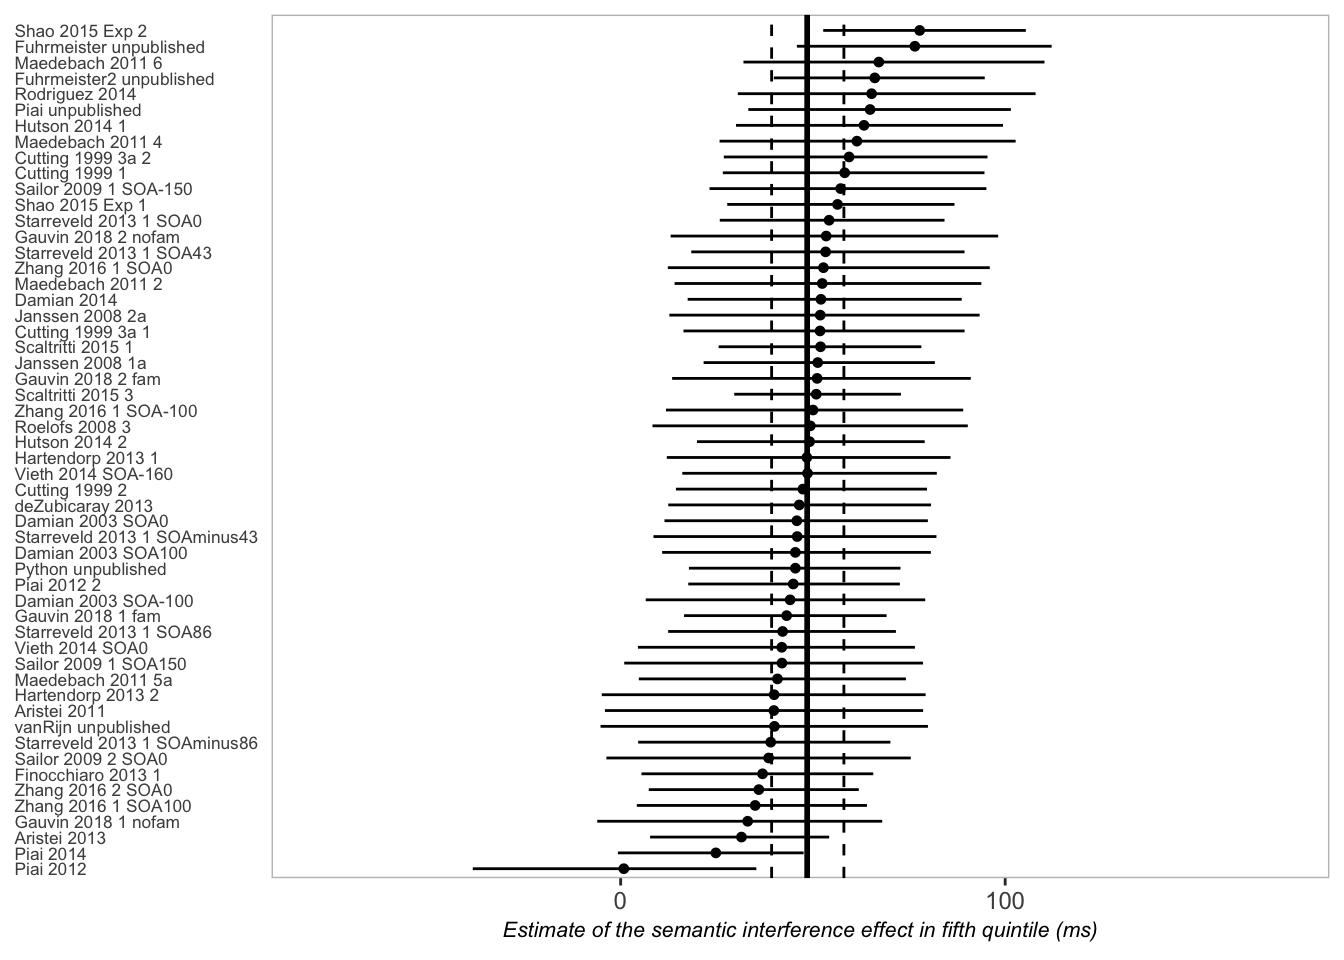 Shao 2015 Exp 2
Fuhrmeister unpublished
Maedebach 2011 6
Fuhrmeister2 unpublished
Rodriguez 2014
Piai unpublished
Hutson 2014 1
Maedebach 2011 4
Cutting 1999 3a 2
Cutting 1999 1
Sailor 2009 1 SOA-150
Shao 2015 Exp 1
Starreveld 2013 1 SOA0
Gauvin 2018 2 nofam
Starreveld 2013 1 SOA43
Zhang 2016 1 SOA0
Maedebach 2011 2
Damian 2014
Janssen 2008 2a
Cutting 1999 3a 1
Scaltritti 2015 1
Janssen 2008 1a
Gauvin 2018 2 fam
Scaltritti 2015 3
Zhang 2016 1 SOA-100
Roelofs 2008 3
Hutson 2014 2
Hartendorp 2013 1
Vieth 2014 SOA-160
Cutting 1999 2
deZubicaray 2013
Damian 2003 SOA0
Starreveld 2013 1 SOAminus43
Damian 2003 SOA100
Python unpublished
Piai 2012 2
Damian 2003 SOA-100
Gauvin 2018 1 fam
Starreveld 2013 1 SOA86
Vieth 2014 SOA0
Sailor 2009 1 SOA150
Maedebach 2011 5a
Hartendorp 2013 2
Aristei 2011
vanRijn unpublished
Starreveld 2013 1 SOAminus86
Sailor 2009 2 SOA0
Finocchiaro 2013 1
Zhang 2016 2 SOA0
Zhang 2016 1 SOA100
Gauvin 2018 1 nofam
Aristei 2013
Piai 2014
Piai 2012
0 100
Estimate of the semantic interference effect in fifth quintile (ms)